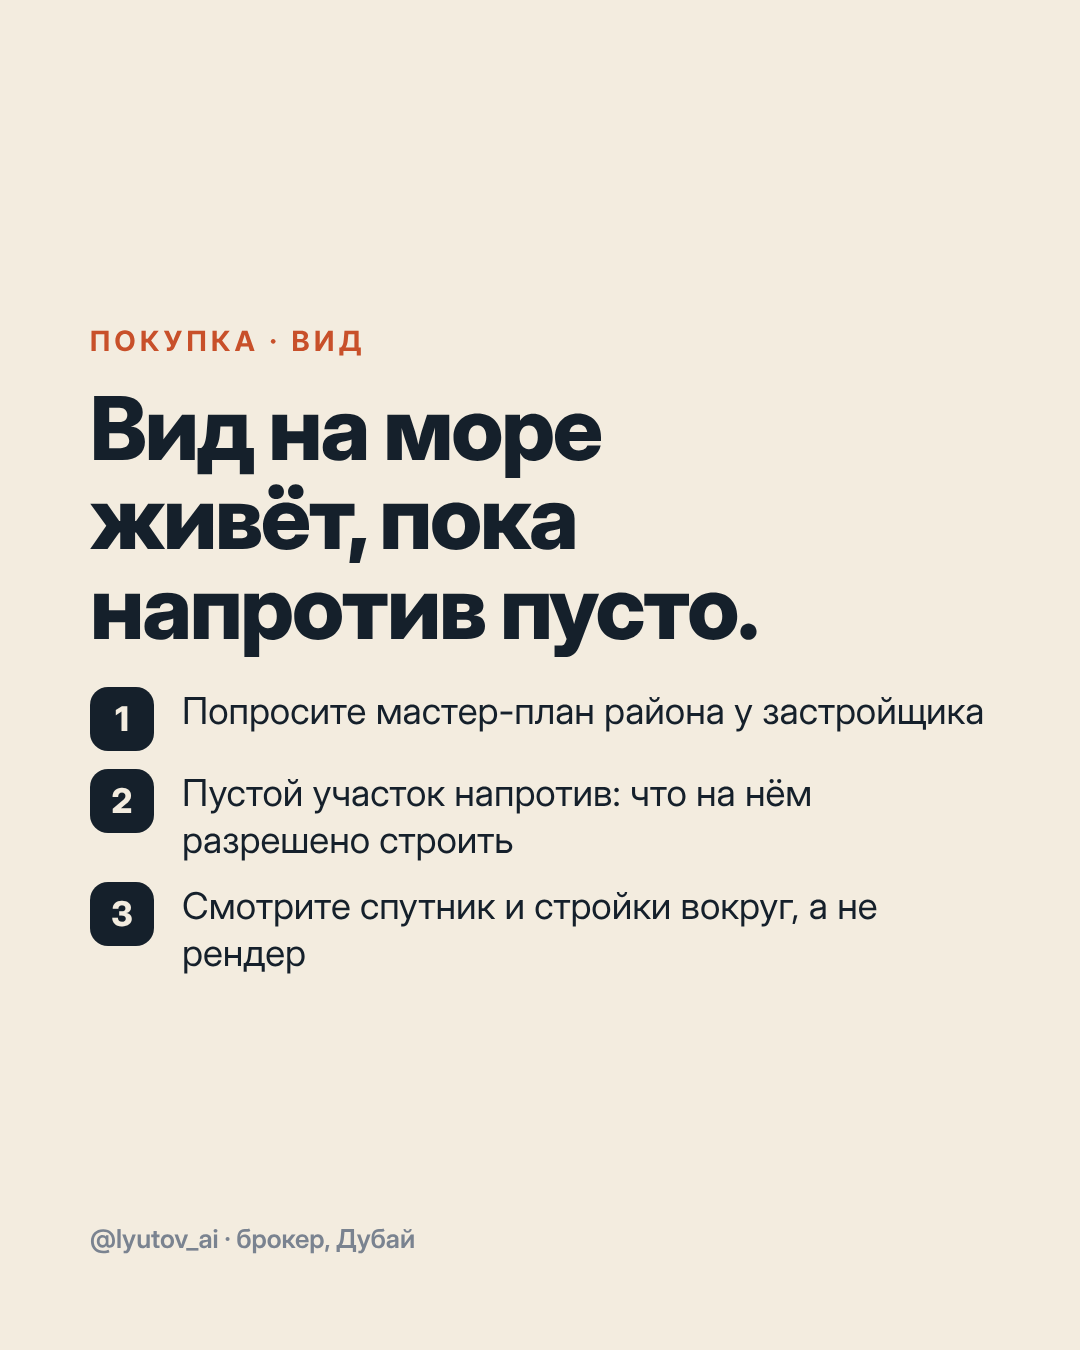 ПОКУПКА · ВИД
Вид на море
живёт, пока
напротив пусто.
1 Попросите мастер-план района у застройщика
2 Пустой участок напротив: что на нём
разрешено строить
3 Смотрите спутник и стройки вокруг, а не
рендер
@lyutov_ai · брокер, Дубай